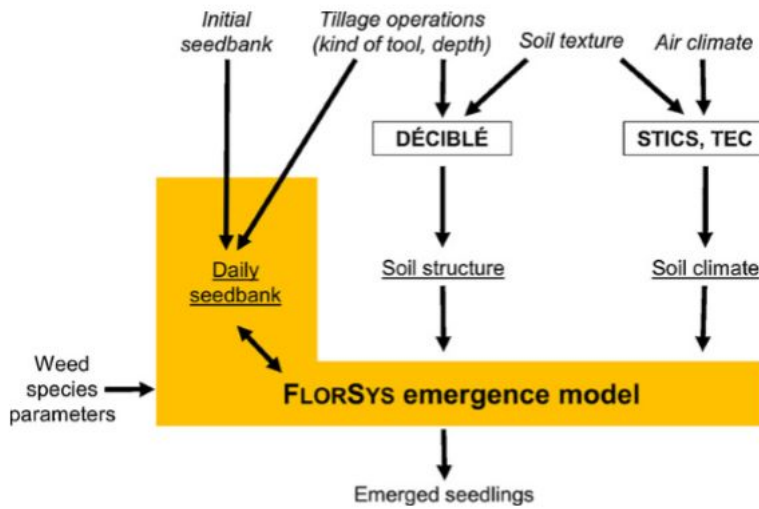 Initial
seedbank
Tillage operations
(kind of tool, depth)
Soil texture
Air climate
DÉCIBLÉ
STICS, TEC
Daily
seedbank
Soil structure
Soil climate
Weed
species
parameters
FLORSYS emergence model
Emerged seedlings